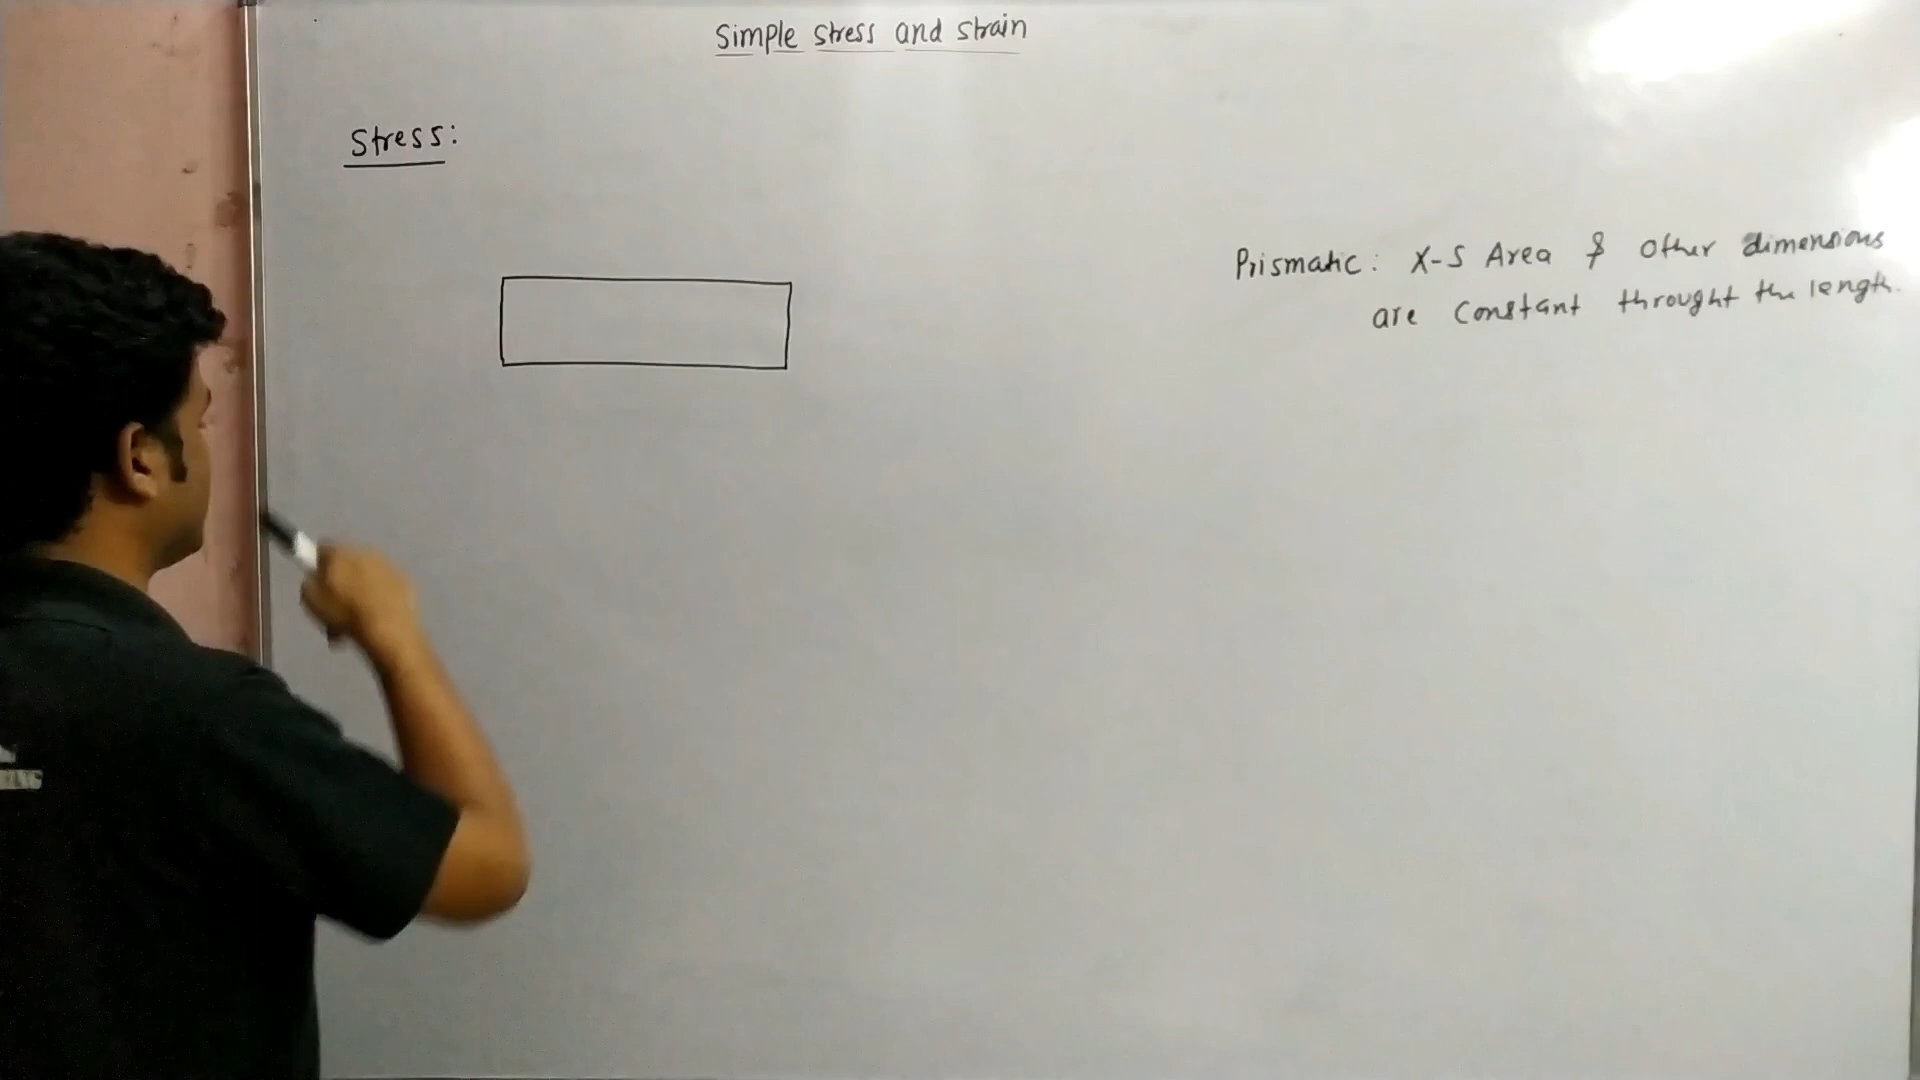 Simple stress and strain
Stress:
Prismatic: X-S Area & Other dimensions
are Constant throught the length.